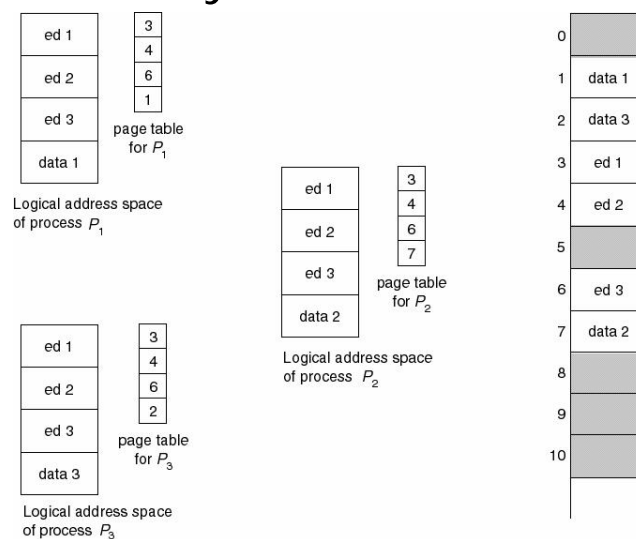 ed 1
ed 2
ed 3
data 1
3
4
6
1
page table
for P1
Logical address space
of process P1
ed 1
ed 2
ed 3
data 2
3
4
6
7
page table
for P2
Logical address space
of process P2
ed 1
ed 2
ed 3
data 3
3
4
6
2
page table
for P3
Logical address space
of process P3
0
1 data 1
2 data 3
3 ed 1
4 ed 2
5
6 ed 3
7 data 2
8
9
10